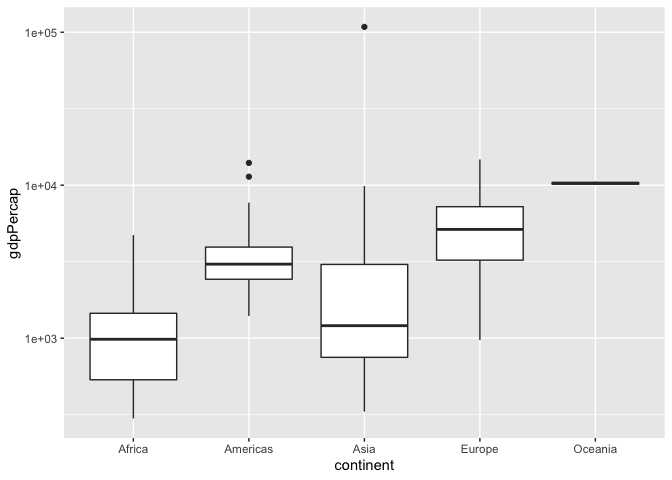 1e+05
1e+04
1e+03
gdpPercap
Africa
Americas
Asia
Europe
Oceania
continent